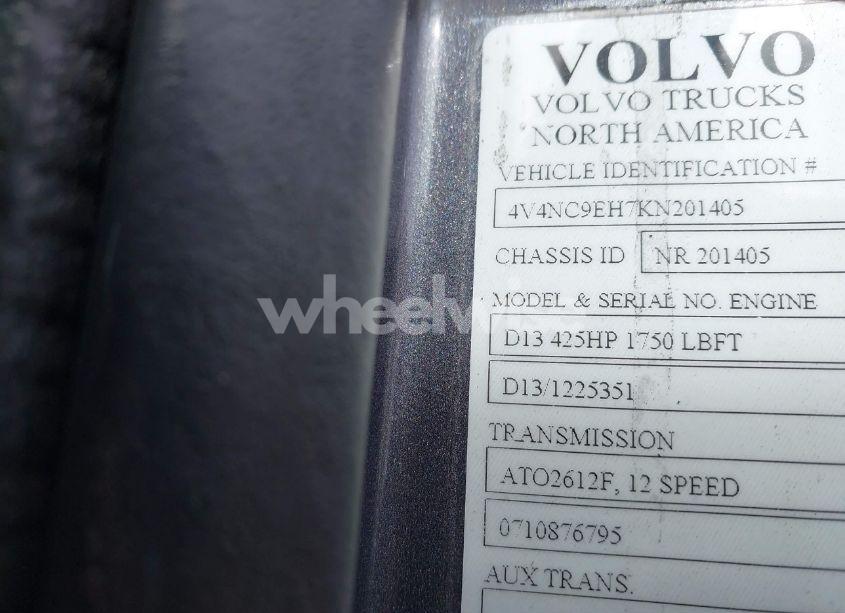 VOLVO
VOLVO TRUCKS
NORTH AMERICA
VEHICLE IDENTIFICATION #
4V4NC9EH7KN201405
CHASSIS ID NR 201405
MODEL & SERIAL NO. ENGINE
wheelw
D13 425HP 1750 LBFT
D13/1225351
TRANSMISSION
ATO2612F, 12 SPEED
0710876795
AUX TRANS.